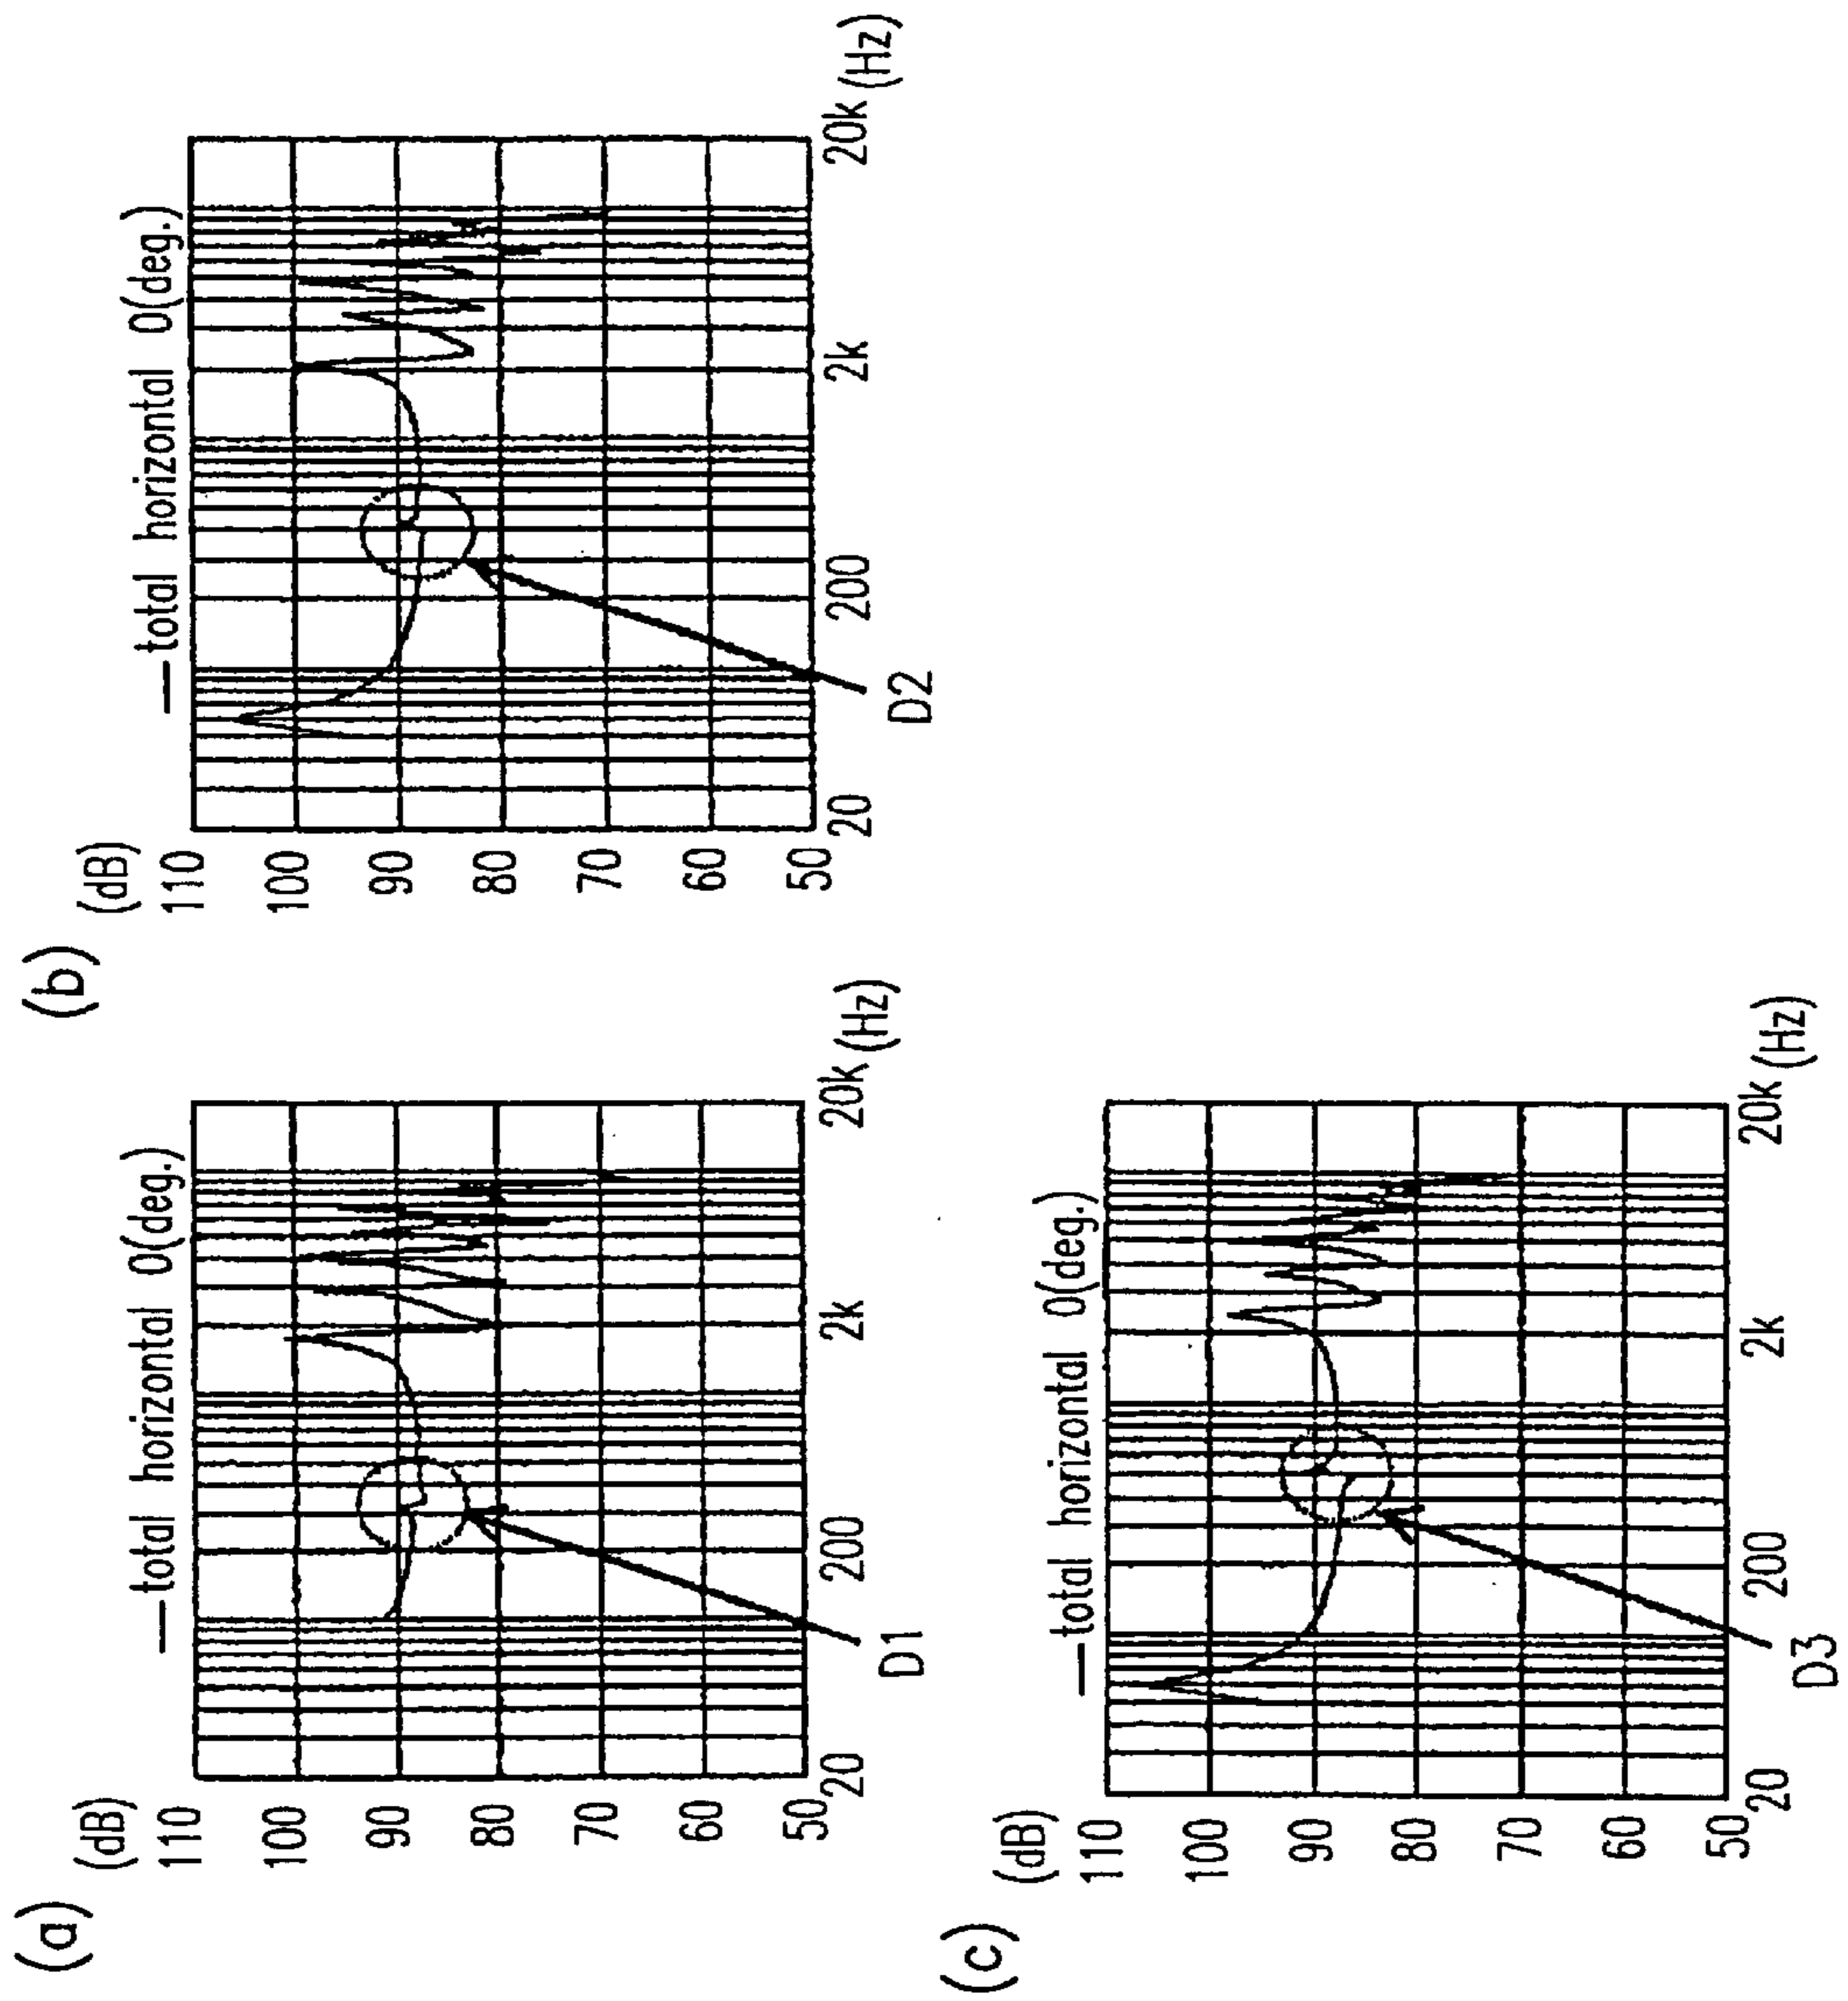 (a)
(dB)
—total horizontal 0(deg.)
110
100
90
80
70
60
50
20
200
2k
20k
(Hz)
D1
(b)
(dB)
—total horizontal 0(deg.)
110
100
90
80
70
60
50
20
200
2k
20k
(Hz)
D2
(c)
(dB)
—total horizontal 0(deg.)
110
100
90
80
70
60
50
20
200
2k
20k
(Hz)
D3